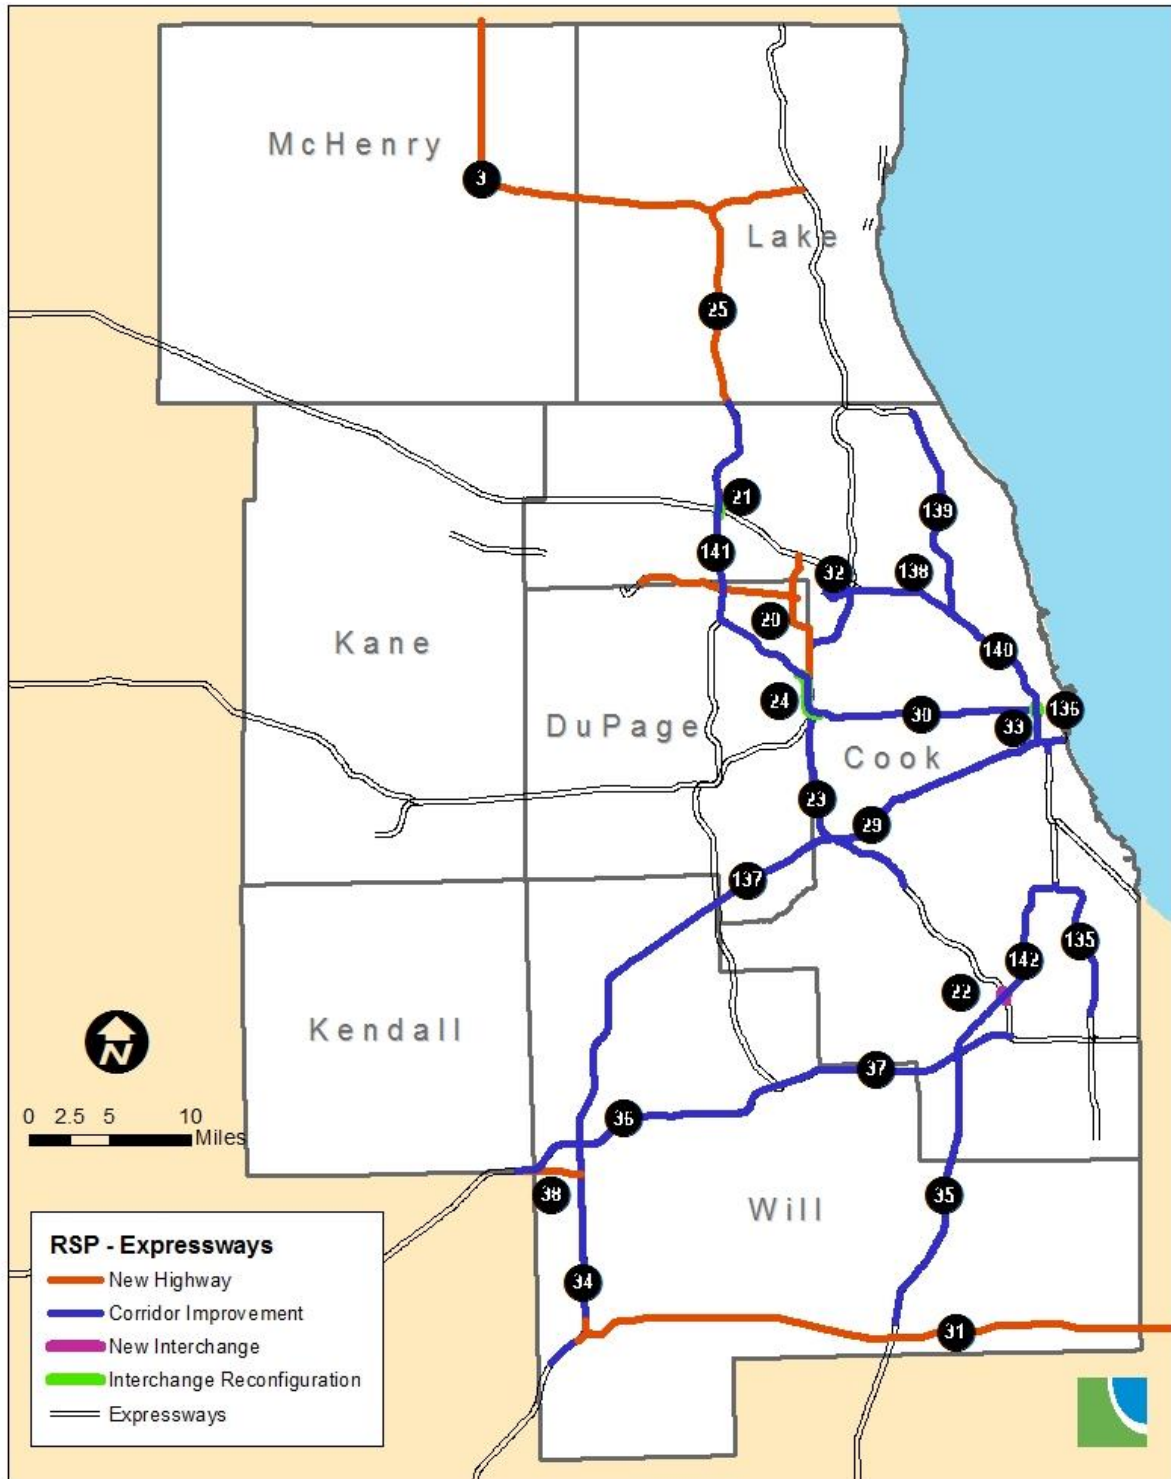 McHenry
3
Lake
25
21
139
141
32
138
20
Kane
140
24
30
33
136
DuPage
Cook
23
29
137
142
135
22
Kendall
N
37
0 2.5 5 10
Miles
36
38
35
Will
34
31
RSP - Expressways
New Highway
Corridor Improvement
New Interchange
Interchange Reconfiguration
Expressways